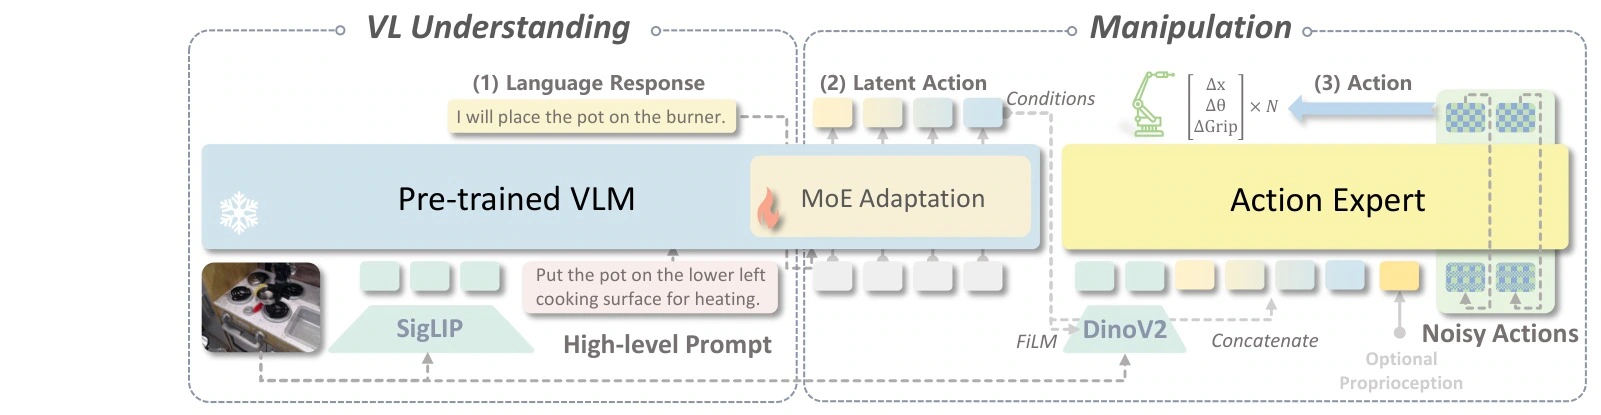 VL Understanding
Manipulation
(1) Language Response
I will place the pot on the burner.
(2) Latent Action
Conditions
Δx
Δθ
ΔGrip
× N
(3) Action
Pre-trained VLM
MoE Adaptation
Action Expert
Put the pot on the lower left
cooking surface for heating.
SigLIP
High-level Prompt
FiLM
DinoV2
Concatenate
Noisy Actions
Optional
Proprioception